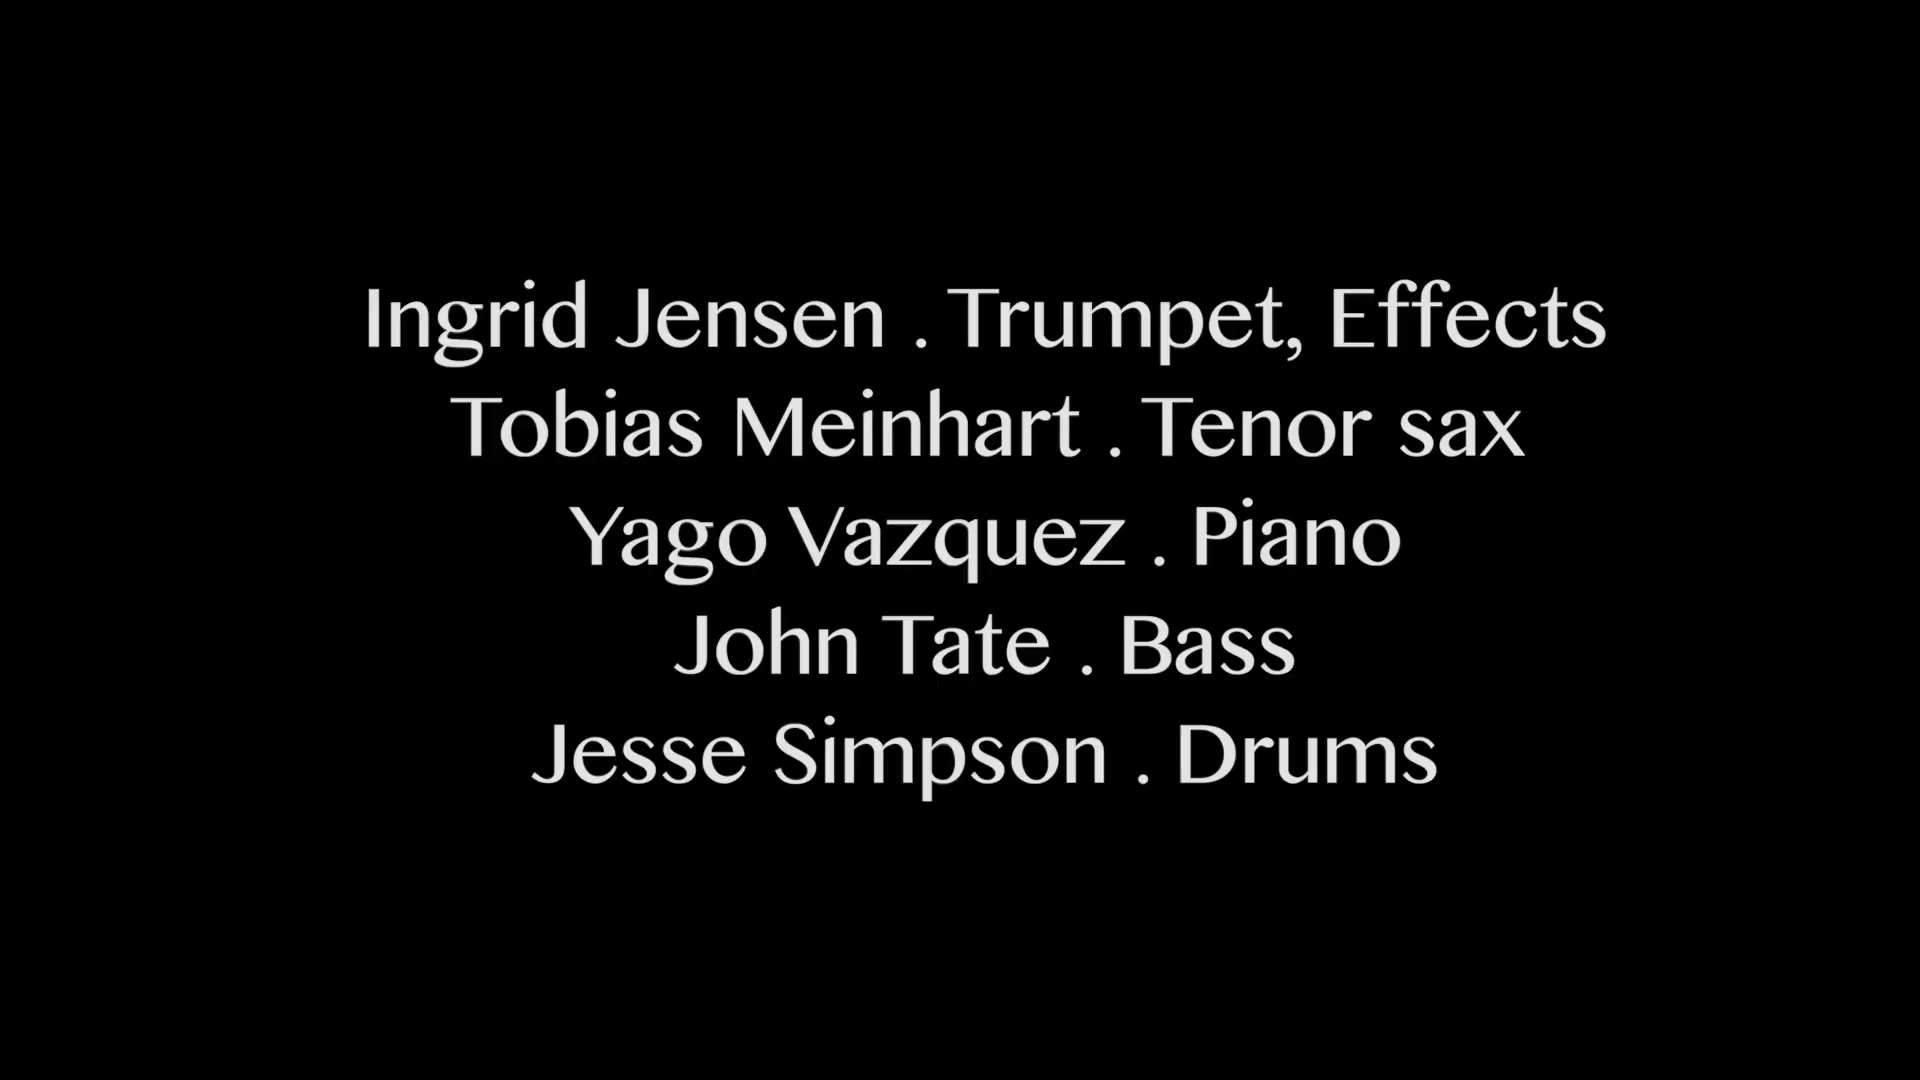 Ingrid Jensen . Trumpet, Effects
Tobias Meinhart . Tenor sax
Yago Vazquez . Piano
John Tate . Bass
Jesse Simpson . Drums